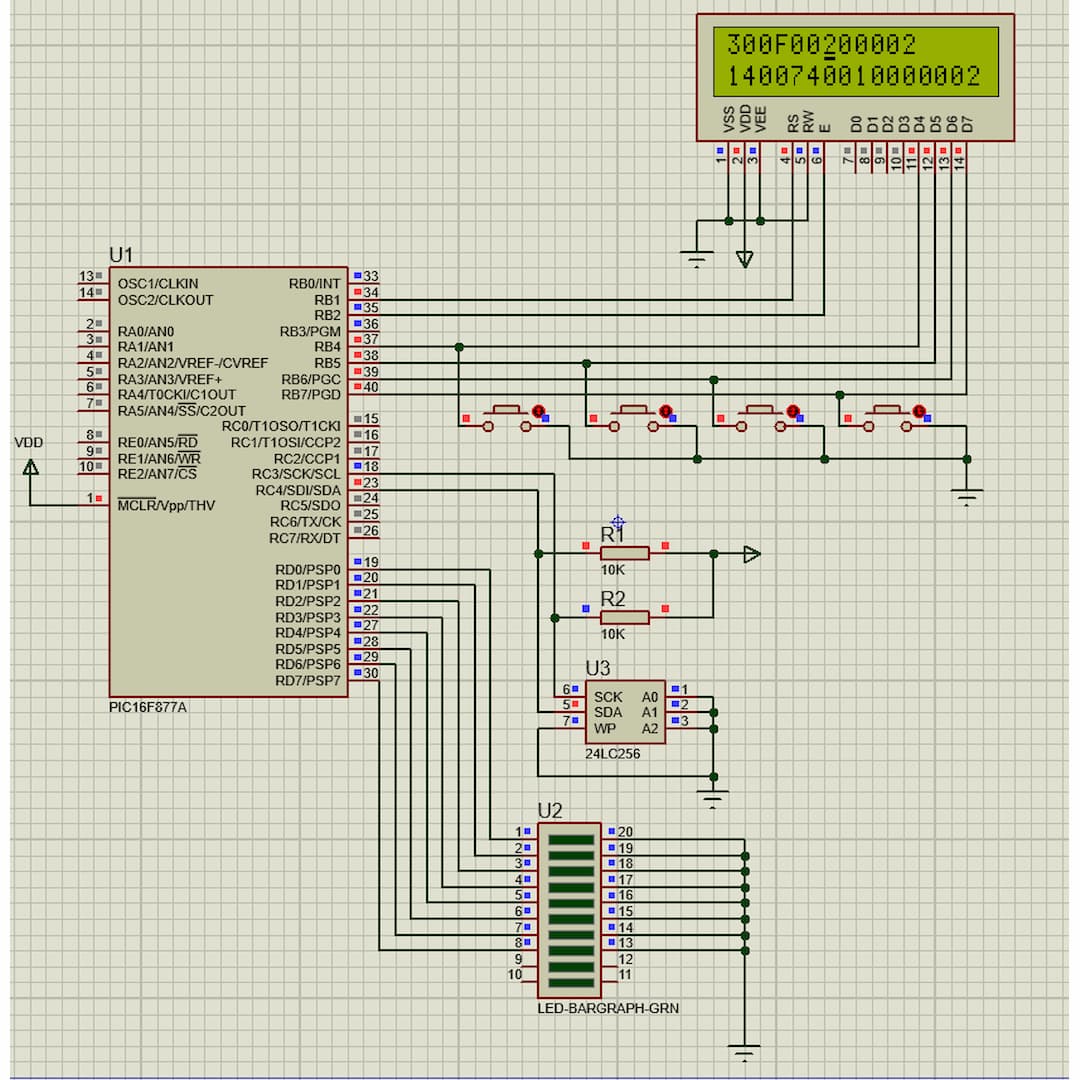 300F00200002
1400740010000002
VSS VDD VEE RS RW E D0 D1 D2 D3 D4 D5 D6 D7
1 2 3 4 5 6 7 8 9 10 11 12 13 14
U1
13 OSC1/CLKIN RB0/INT 33
14 OSC2/CLKOUT RB1 34
RB2 35
2 RA0/AN0 RB3/PGM 36
3 RA1/AN1 RB4 37
4 RA2/AN2/VREF-/CVREF RB5 38
5 RA3/AN3/VREF+ RB6/PGC 39
6 RA4/T0CKI/C1OUT RB7/PGD 40
7 RA5/AN4/SS/C2OUT
RC0/T1OSO/T1CKI 15
8 RE0/AN5/RD RC1/T1OSI/CCP2 16
9 RE1/AN6/WR RC2/CCP1 17
10 RE2/AN7/CS RC3/SCK/SCL 18
RC4/SDI/SDA 23
VDD
1 MCLR/Vpp/THV RC5/SDO 24
RC6/TX/CK 25
RC7/RX/DT 26
RD0/PSP0 19
RD1/PSP1 20
RD2/PSP2 21
RD3/PSP3 22
RD4/PSP4 27
RD5/PSP5 28
RD6/PSP6 29
RD7/PSP7 30
PIC16F877A
R1
10K
R2
10K
U3
6 SCK A0 1
5 SDA A1 2
7 WP A2 3
24LC256
U2
1 20
2 19
3 18
4 17
5 16
6 15
7 14
8 13
9 12
10 11
LED-BARGRAPH-GRN